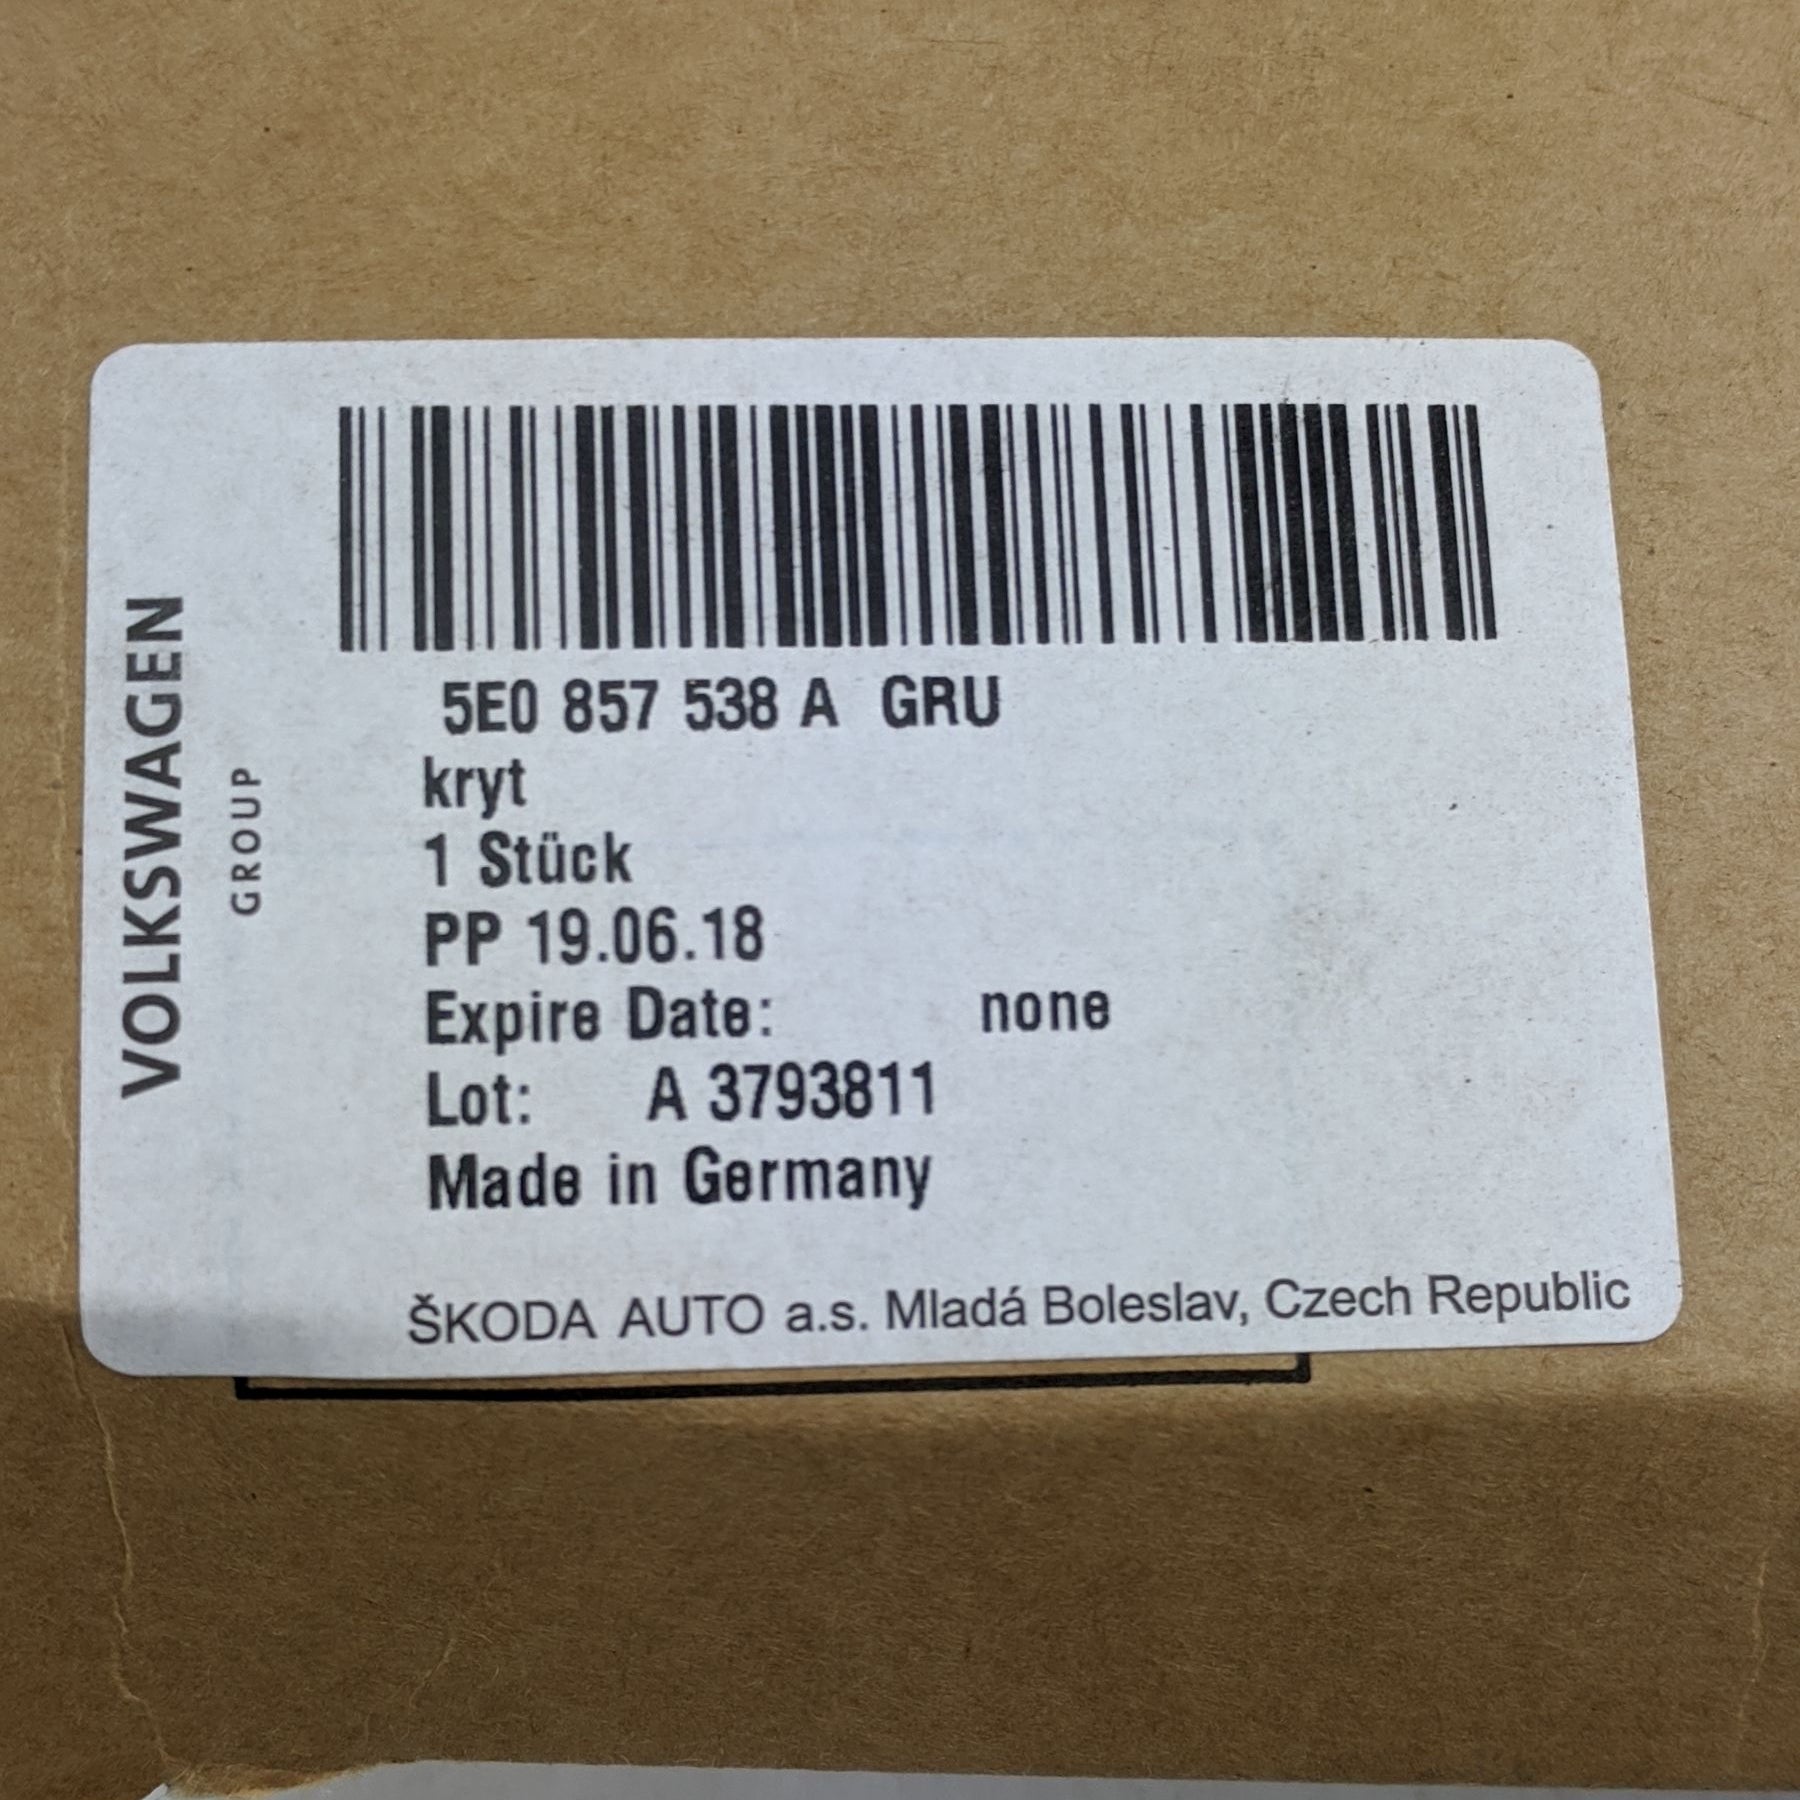 VOLKSWAGEN
GROUP
5E0 857 538 A GRU
kryt
1 Stück
PP 19.06.18
Expire Date: none
Lot: A 3793811
Made in Germany
ŠKODA AUTO a.s. Mladá Boleslav, Czech Republic